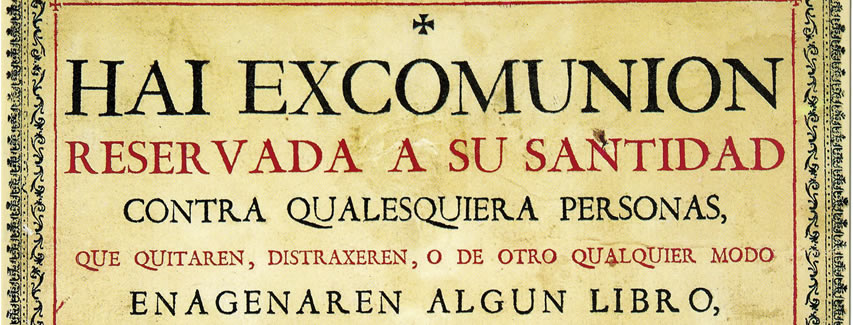 HAI EXCOMUNION
RESERVADA A SU SANTIDAD
CONTRA QUALESQUIERA PERSONAS,
QUE QUITAREN, DISTRAXEREN, O DE OTRO QUALQUIER MODO
ENAGENAREN ALGUN LIBRO,